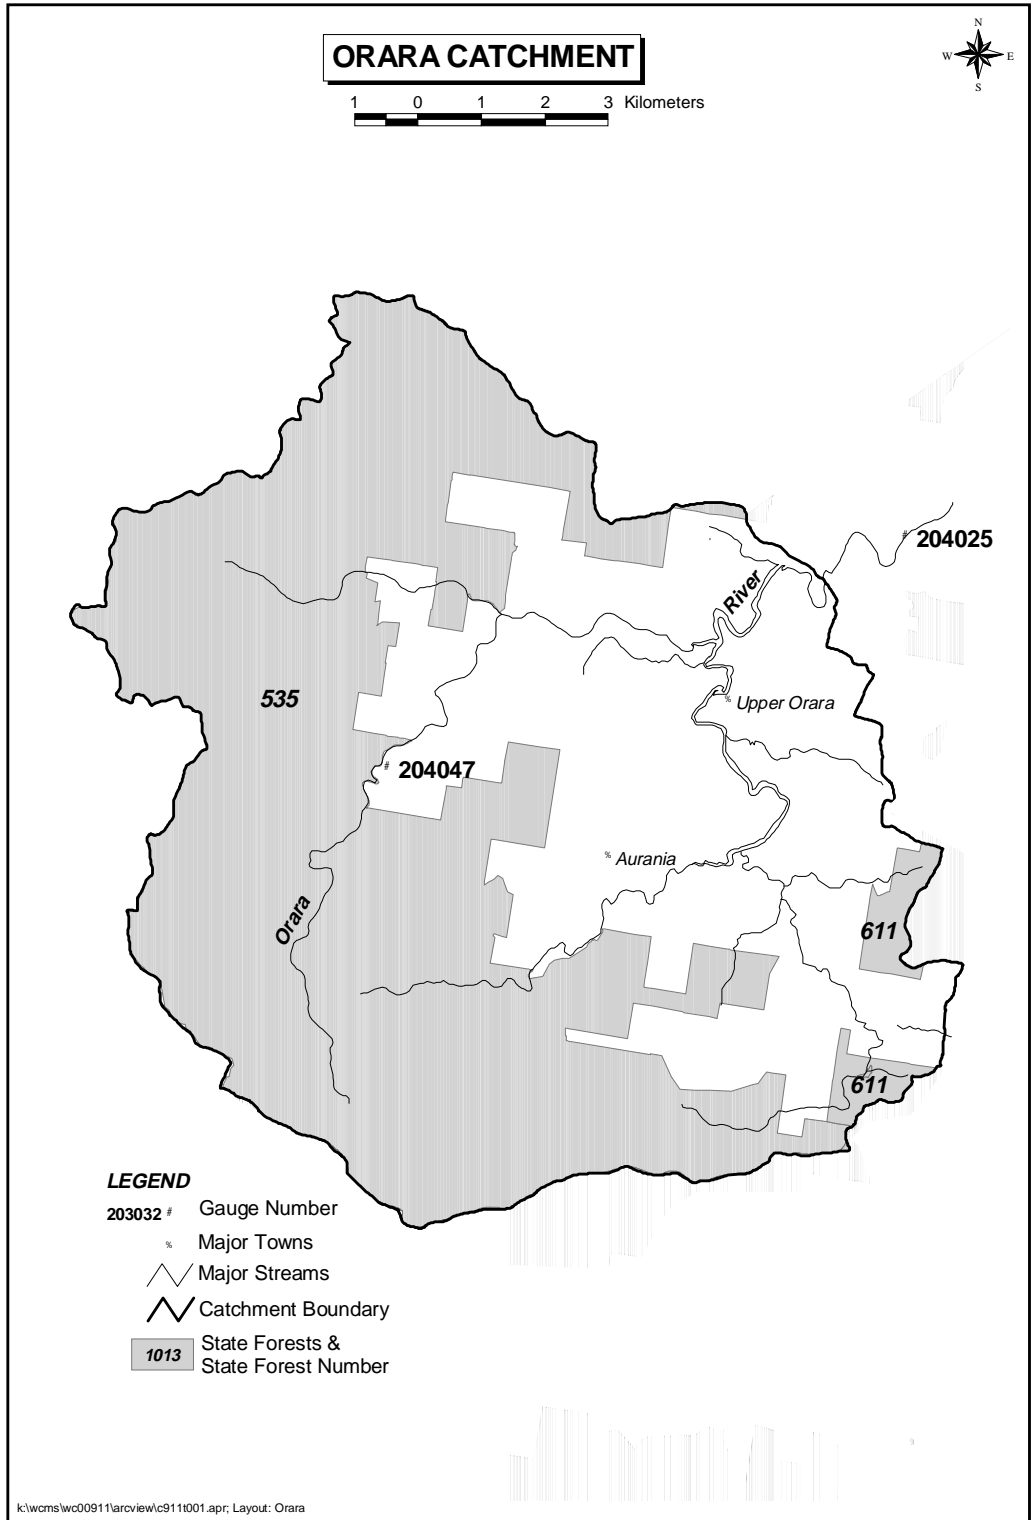 N
ORARA CATCHMENT
W E
S
1 0 1 2 3 Kilometers
# 204025
River
535
% Upper Orara
# 204047
% Aurania
Orara
611
611
LEGEND
203032 # Gauge Number
% Major Towns
Major Streams
Catchment Boundary
1013 State Forests &
State Forest Number
k:\wcms\wc00911\arcview\c911t001.apr; Layout: Orara